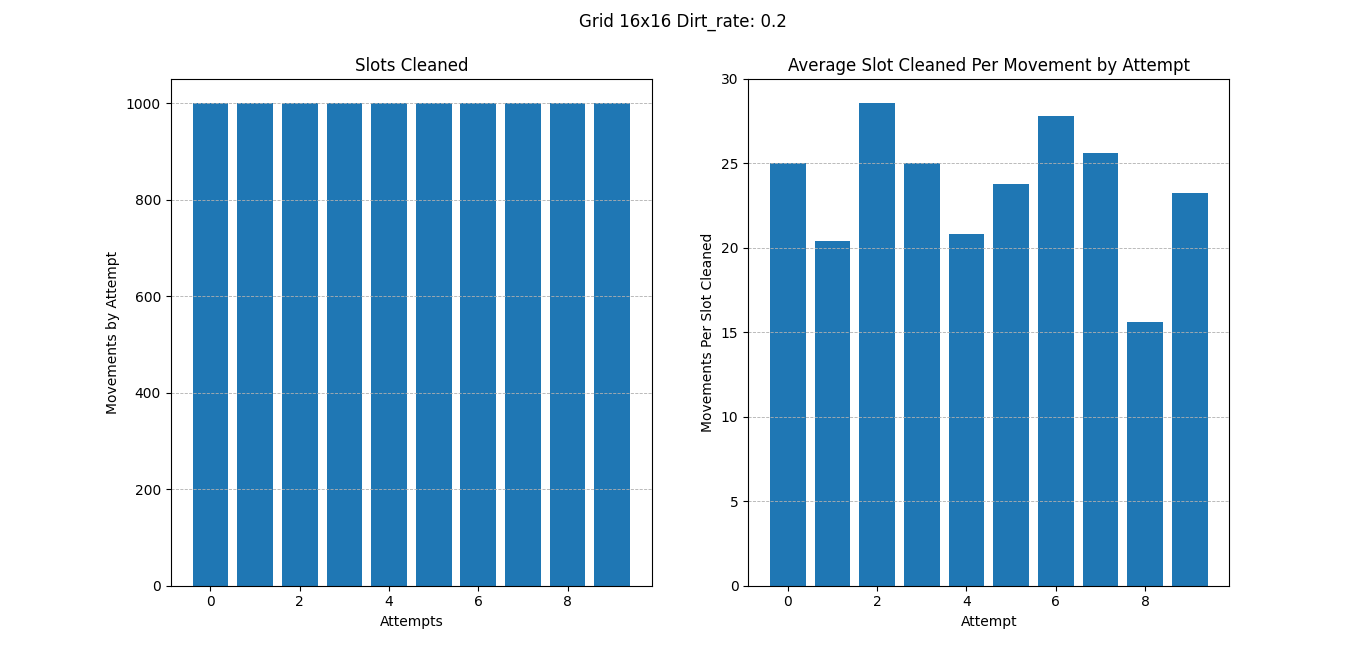 Grid 16x16 Dirt_rate: 0.2
Slots Cleaned
Movements by Attempt
1000
800
600
400
200
0
0 2 4 6 8
Attempts
Average Slot Cleaned Per Movement by Attempt
Movements Per Slot Cleaned
30
25
20
15
10
5
0
0 2 4 6 8
Attempt